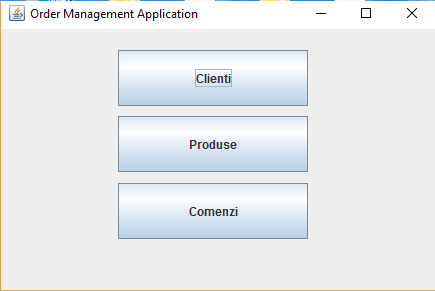 Order Management Application
Clienti
Produse
Comenzi